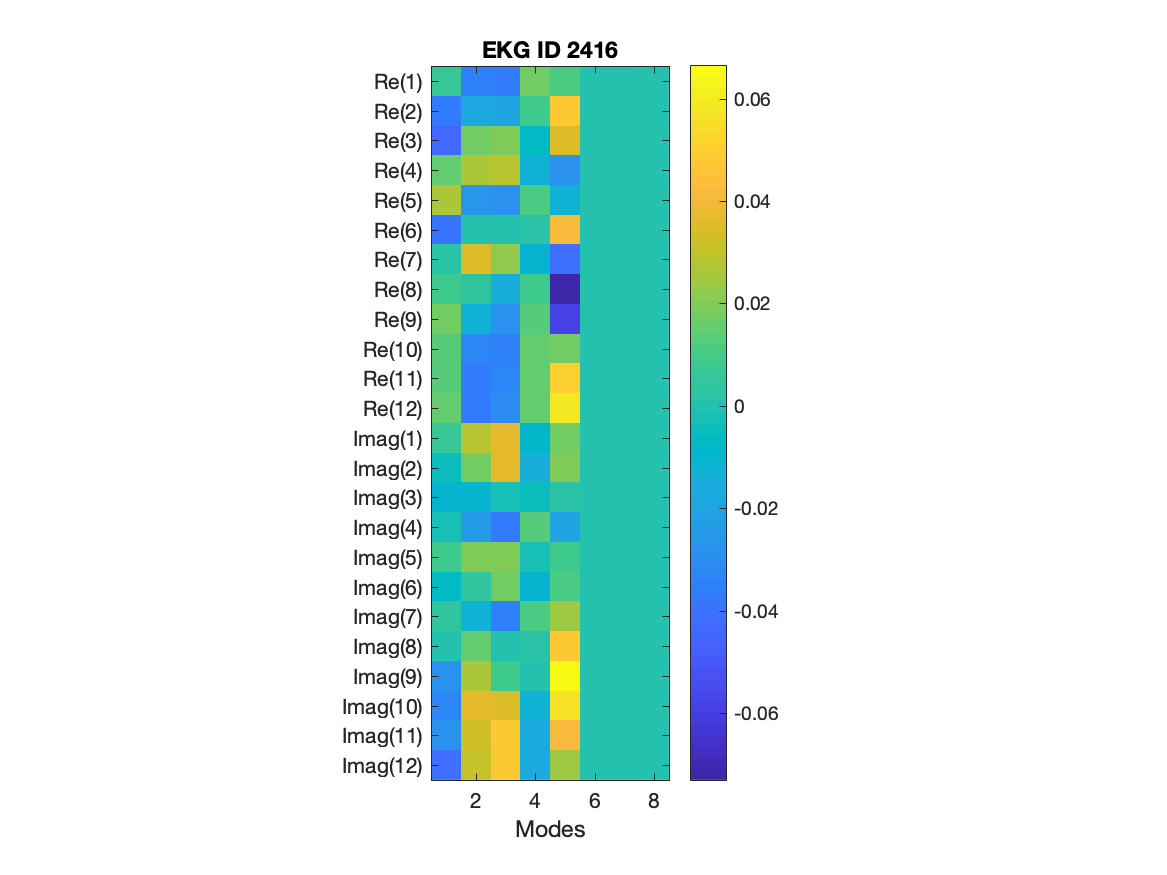 EKG ID 2416
Re(1)
Re(2)
Re(3)
Re(4)
Re(5)
Re(6)
Re(7)
Re(8)
Re(9)
Re(10)
Re(11)
Re(12)
Imag(1)
Imag(2)
Imag(3)
Imag(4)
Imag(5)
Imag(6)
Imag(7)
Imag(8)
Imag(9)
Imag(10)
Imag(11)
Imag(12)
2 4 6 8
Modes
0.06
0.04
0.02
0
-0.02
-0.04
-0.06